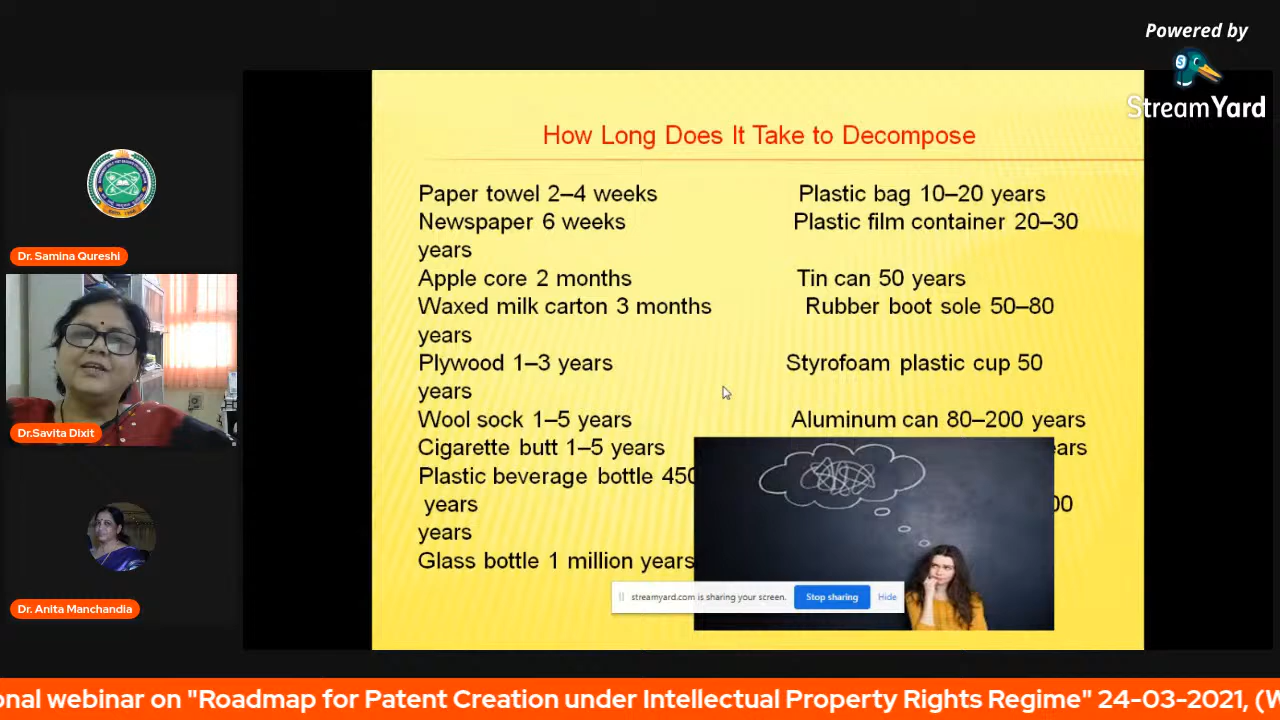 Powered by
StreamYard
How Long Does It Take to Decompose
Paper towel 2–4 weeks Plastic bag 10–20 years
Newspaper 6 weeks Plastic film container 20–30
years
Apple core 2 months Tin can 50 years
Waxed milk carton 3 months Rubber boot sole 50–80
years
Plywood 1–3 years Styrofoam plastic cup 50
years
Wool sock 1–5 years Aluminum can 80–200 years
Cigarette butt 1–5 years ears
Plastic beverage bottle 450
years 00
years
Glass bottle 1 million years
streamyard.com is sharing your screen. Stop sharing Hide
Dr. Samina Qureshi
Dr.Savita Dixit
Dr. Anita Manchandia
onal webinar on "Roadmap for Patent Creation under Intellectual Property Rights Regime" 24-03-2021, (W